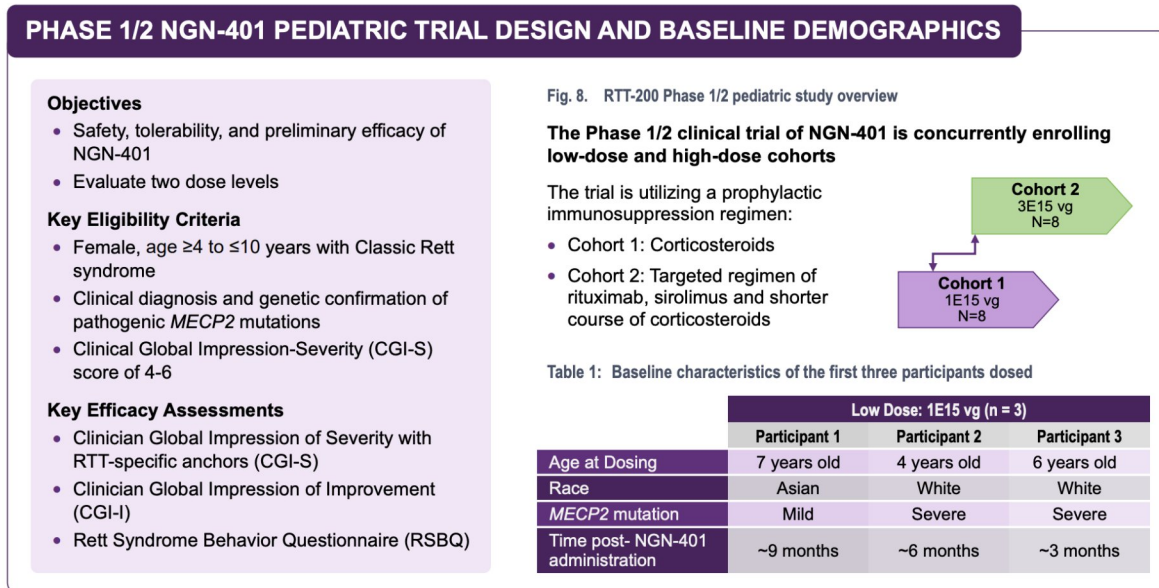 PHASE 1/2 NGN-401 PEDIATRIC TRIAL DESIGN AND BASELINE DEMOGRAPHICS
Objectives
• Safety, tolerability, and preliminary efficacy of
NGN-401
• Evaluate two dose levels
Key Eligibility Criteria
• Female, age ≥4 to ≤10 years with Classic Rett
syndrome
• Clinical diagnosis and genetic confirmation of
pathogenic MECP2 mutations
• Clinical Global Impression-Severity (CGI-S)
score of 4-6
Key Efficacy Assessments
• Clinician Global Impression of Severity with
RTT-specific anchors (CGI-S)
• Clinician Global Impression of Improvement
(CGI-I)
• Rett Syndrome Behavior Questionnaire (RSBQ)
Fig. 8. RTT-200 Phase 1/2 pediatric study overview
The Phase 1/2 clinical trial of NGN-401 is concurrently enrolling
low-dose and high-dose cohorts
The trial is utilizing a prophylactic
immunosuppression regimen:
• Cohort 1: Corticosteroids
• Cohort 2: Targeted regimen of
rituximab, sirolimus and shorter
course of corticosteroids
Cohort 2
3E15 vg
N=8
Cohort 1
1E15 vg
N=8
Table 1: Baseline characteristics of the first three participants dosed
Low Dose: 1E15 vg (n = 3)
Participant 1 Participant 2 Participant 3
Age at Dosing 7 years old 4 years old 6 years old
Race Asian White White
MECP2 mutation Mild Severe Severe
Time post- NGN-401
administration ~9 months ~6 months ~3 months